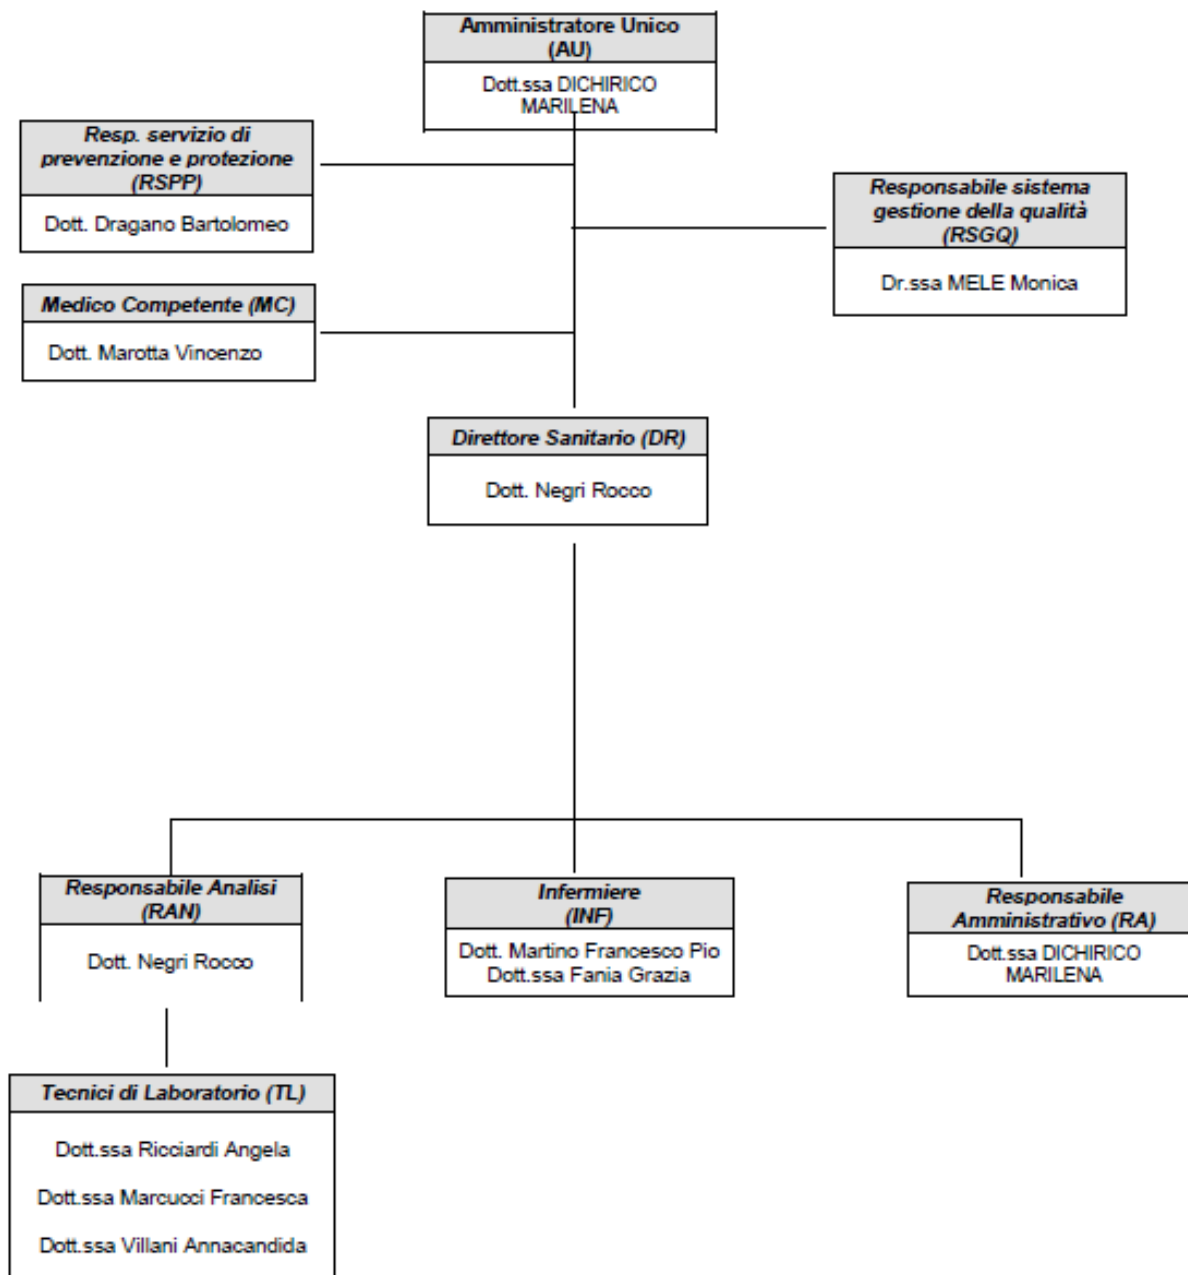 Amministratore Unico
(AU)
Dott.ssa DICHIRICO
MARILENA
Resp. servizio di
prevenzione e protezione
(RSPP)
Dott. Dragano Bartolomeo
Responsabile sistema
gestione della qualità
(RSGQ)
Dr.ssa MELE Monica
Medico Competente (MC)
Dott. Marotta Vincenzo
Direttore Sanitario (DR)
Dott. Negri Rocco
Responsabile Analisi
(RAN)
Dott. Negri Rocco
Infermiere
(INF)
Dott. Martino Francesco Pio
Dott.ssa Fania Grazia
Responsabile
Amministrativo (RA)
Dott.ssa DICHIRICO
MARILENA
Tecnici di Laboratorio (TL)
Dott.ssa Ricciardi Angela
Dott.ssa Marcucci Francesca
Dott.ssa Villani Annacandida